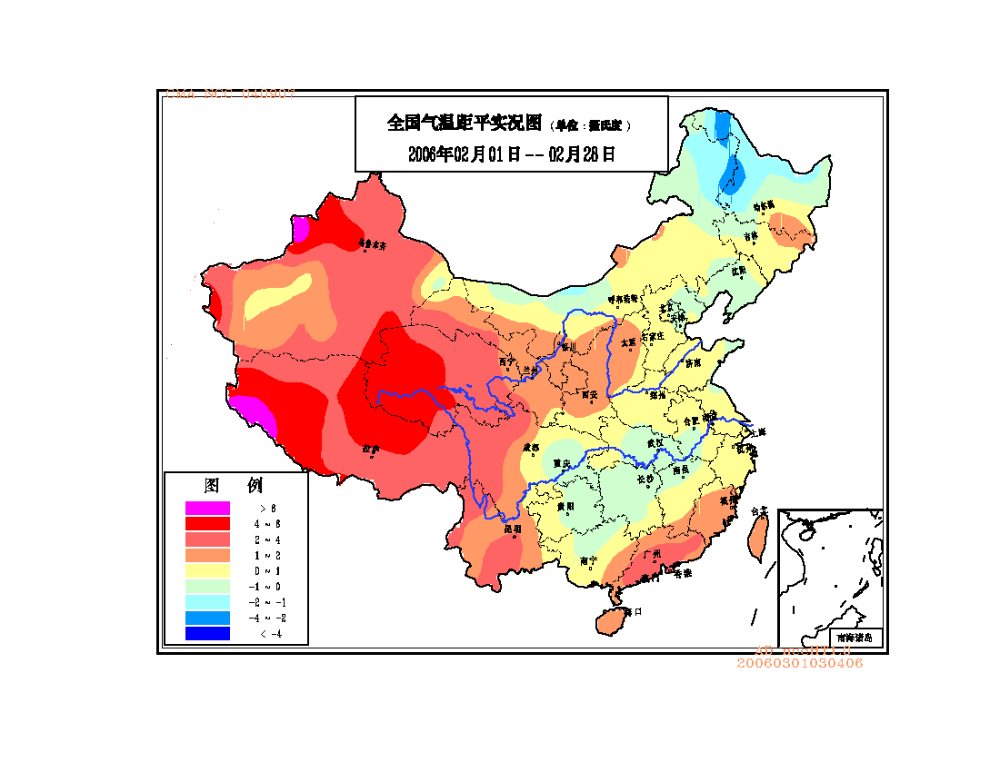 CMA NCC 040902
全国气温距平实况图 (单位:摄氏度)
2006年02月01日 -- 02月28日
哈尔滨
吉林
乌鲁木齐
沈阳
呼和浩特
北京
天津
银川
太原
石家庄
西宁
兰州
济南
西安
郑州
合肥
南京
上海
拉萨
成都
武汉
杭州
重庆
长沙
南昌
贵阳
福州
昆明
台北
广州
南宁
澳门
香港
海口
南海诸岛
图 例
> 6
4 ~ 6
2 ~ 4
1 ~ 2
0 ~ 1
-1 ~ 0
-2 ~ -1
-4 ~ -2
< -4
20060301030406